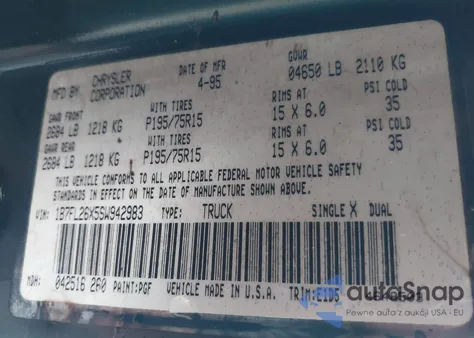 MFD BY: CHRYSLER CORPORATION DATE OF MFR 4-95 GVWR 04650 LB 2110 KG
GAWR FRONT WITH TIRES RIMS AT PSI COLD
2684 LB 1218 KG P195/75R15 15 X 6.0 35
GAWR REAR WITH TIRES RIMS AT PSI COLD
2684 LB 1218 KG P195/75R15 15 X 6.0 35
THIS VEHICLE CONFORMS TO ALL APPLICABLE FEDERAL MOTOR VEHICLE SAFETY
STANDARDS IN EFFECT ON THE DATE OF MANUFACTURE SHOWN ABOVE.
VIN: 1B7FL26X5SW942983 TYPE: TRUCK SINGLE X DUAL
MDH: 042516 260 PAINT: PGF VEHICLE MADE IN U.S.A. TRIM: E1D5
autoSnap
Pewne auta z aukcji USA i EU